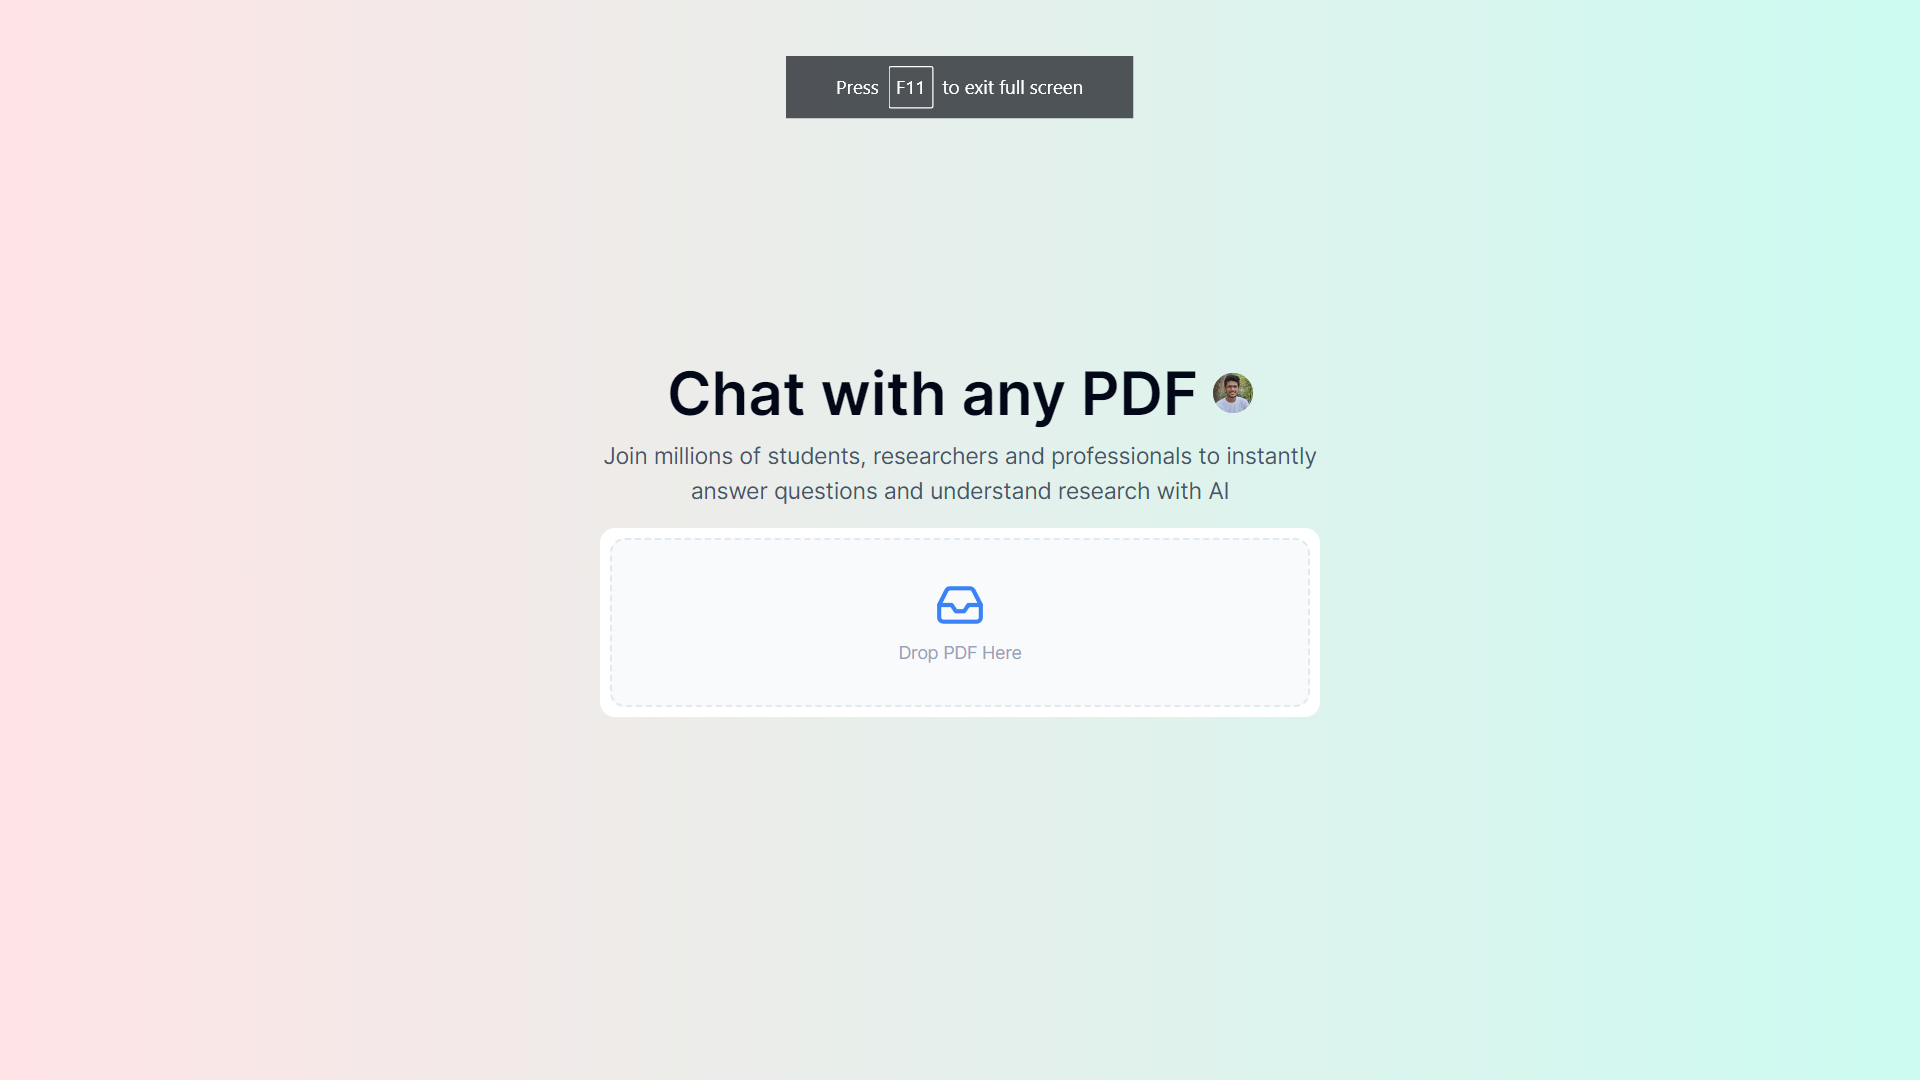 Press F11 to exit full screen
Chat with any PDF
Join millions of students, researchers and professionals to instantly
answer questions and understand research with AI
Drop PDF Here